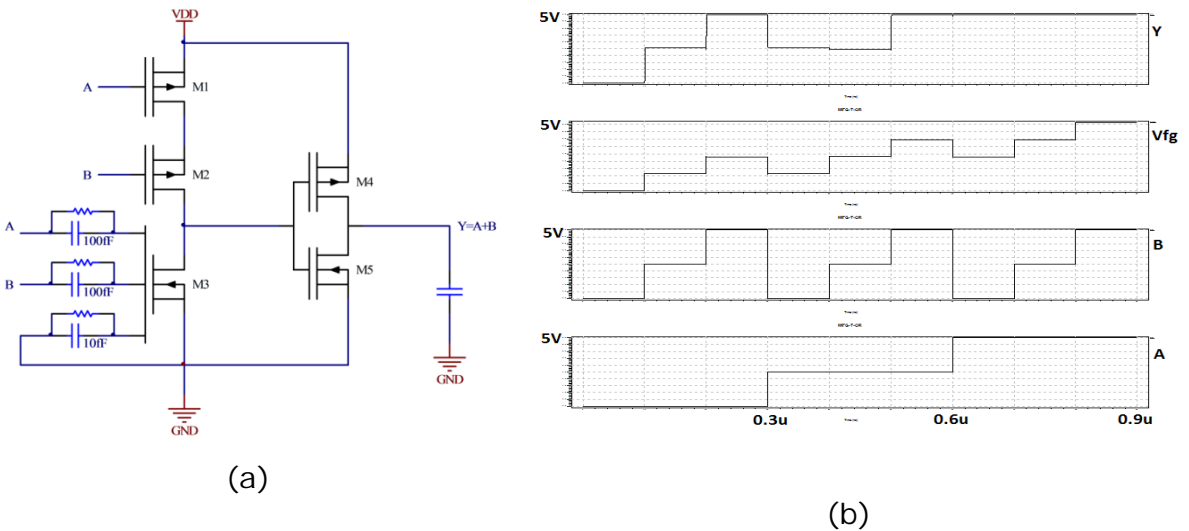 VDD
A
M1
B
M2
M4
A
100fF
Y=A+B
B
100fF
M3
M5
10fF
GND
GND
(a)
5V
Y
5V
Vfg
5V
B
5V
A
0.3u
0.6u
0.9u
(b)